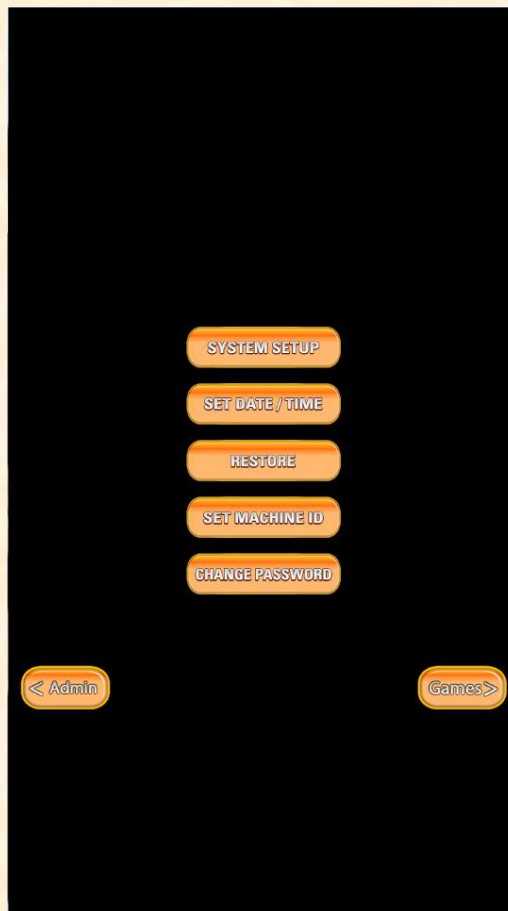 SYSTEM SETUP
SET DATE / TIME
RESTORE
SET MACHINE ID
CHANGE PASSWORD
< Admin
Games >